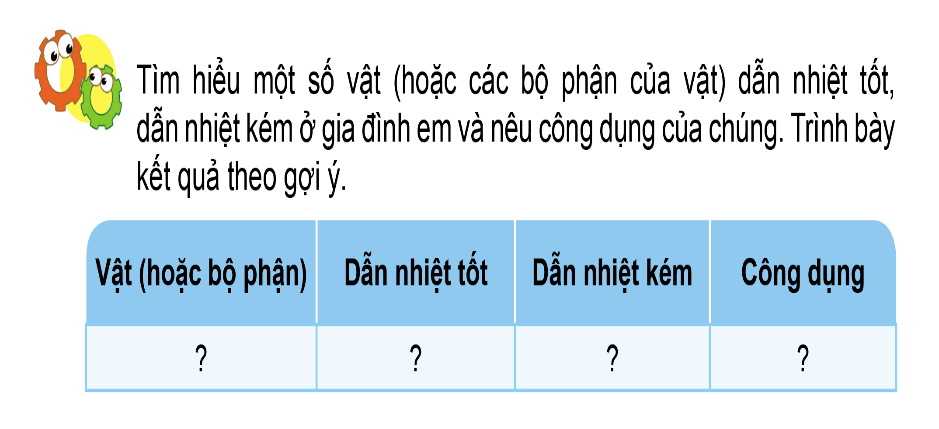 Tìm hiểu một số vật (hoặc các bộ phận của vật) dẫn nhiệt tốt,
dẫn nhiệt kém ở gia đình em và nêu công dụng của chúng. Trình bày
kết quả theo gợi ý.
Vật (hoặc bộ phận) Dẫn nhiệt tốt Dẫn nhiệt kém Công dụng
? ? ? ?